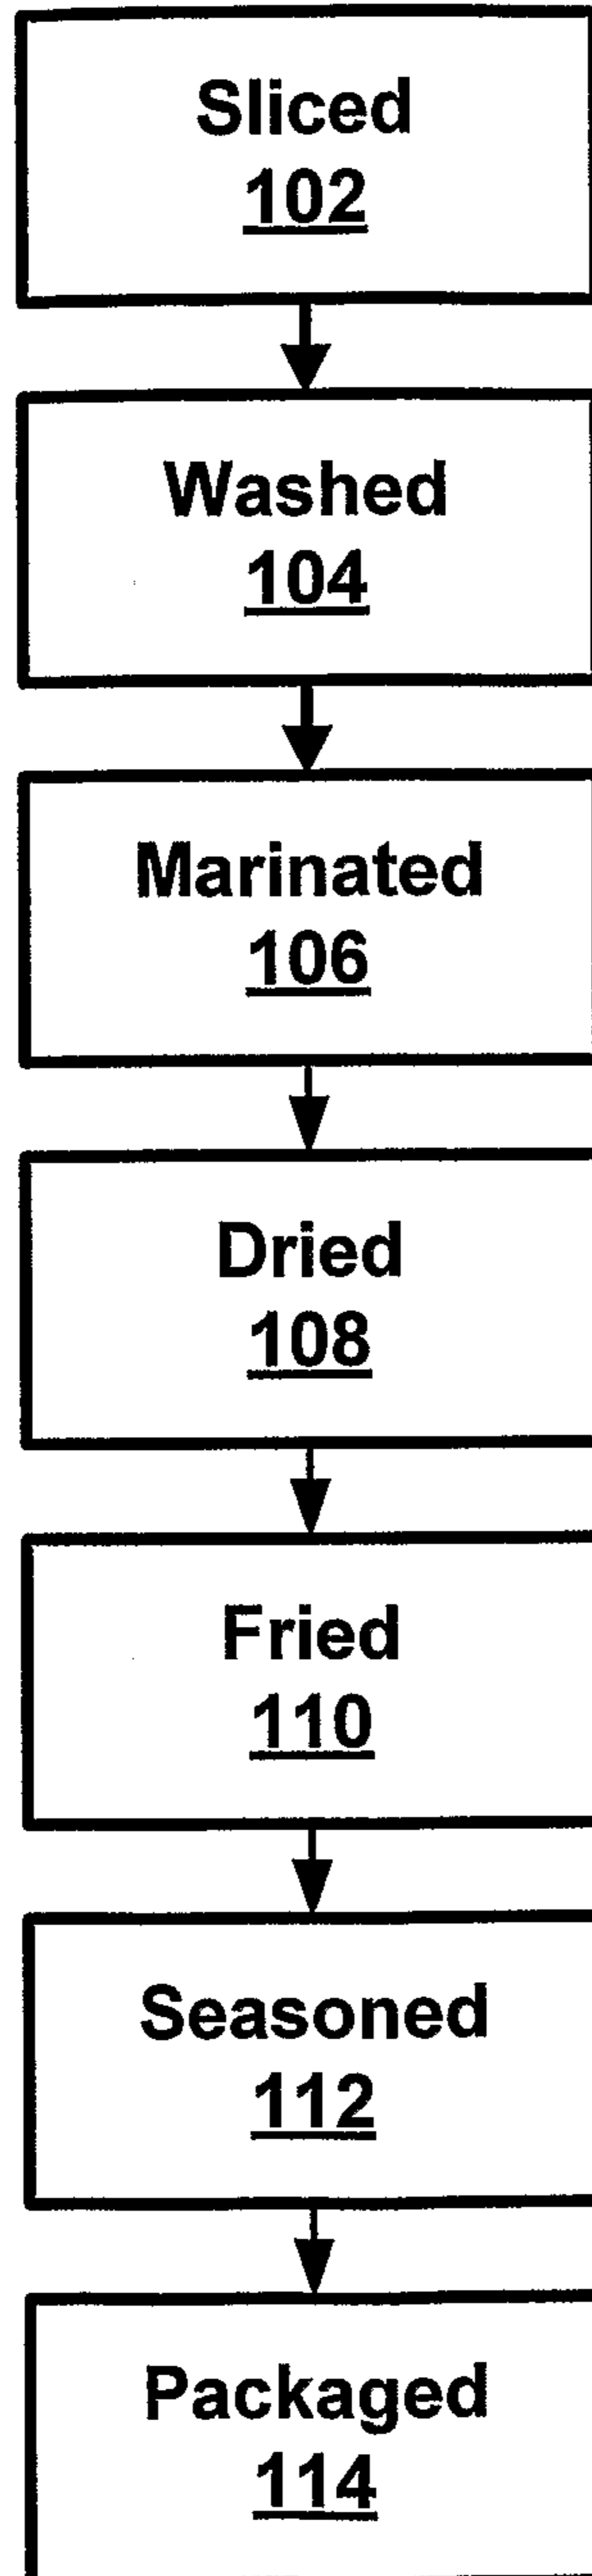 Sliced
102
Washed
104
Marinated
106
Dried
108
Fried
110
Seasoned
112
Packaged
114